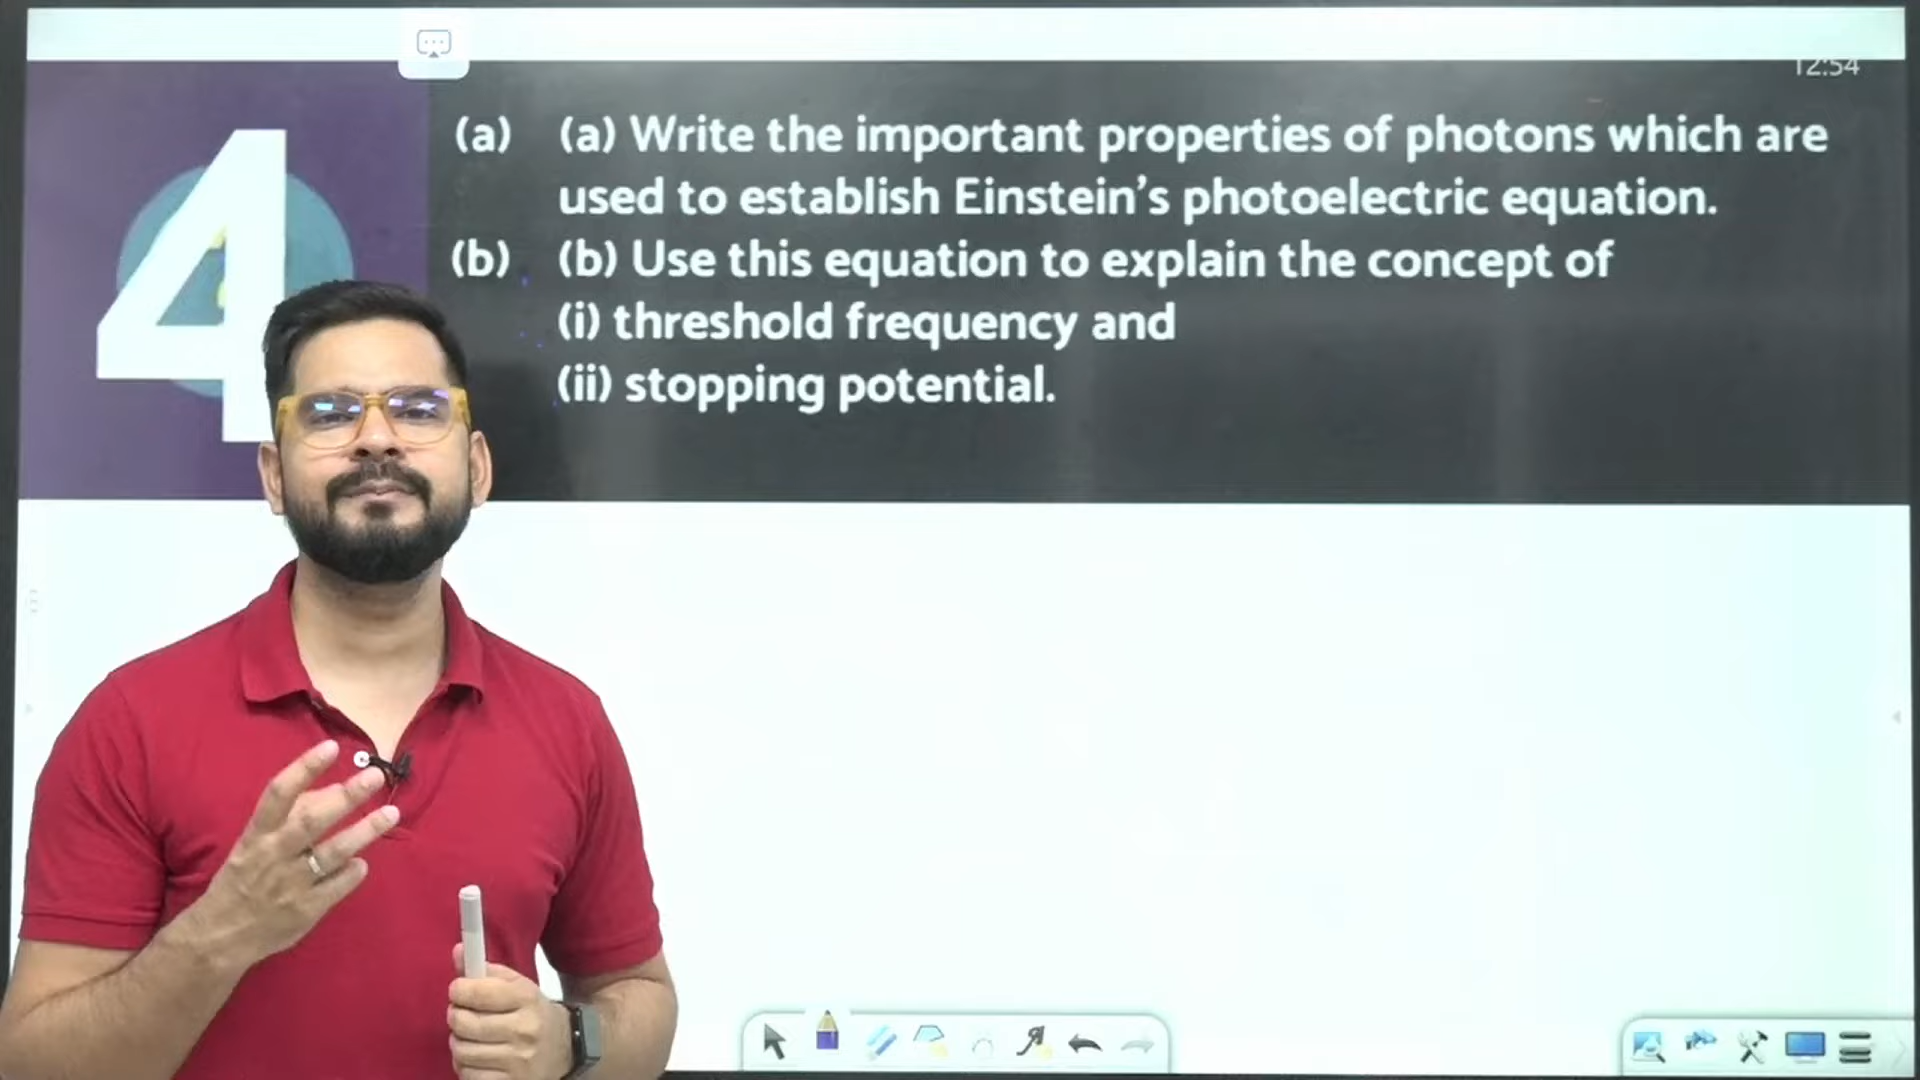 12:54
4
(a) (a) Write the important properties of photons which are
used to establish Einstein's photoelectric equation.
(b) (b) Use this equation to explain the concept of
(i) threshold frequency and
(ii) stopping potential.